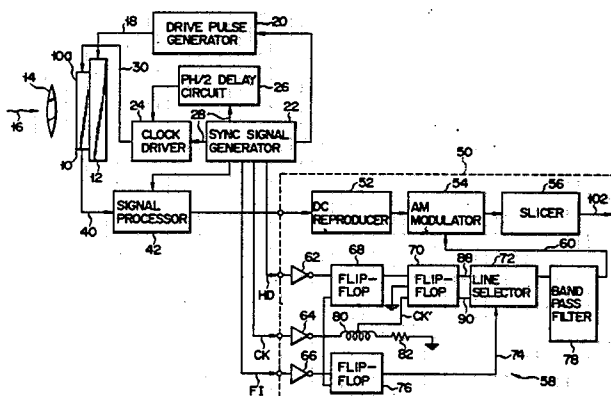 18
20
DRIVE PULSE
GENERATOR
100
30
14
16
PH/2 DELAY
CIRCUIT
26
24
22
28
CLOCK
DRIVER
SYNC SIGNAL
GENERATOR
10
12
50
52
54
56
102
SIGNAL
PROCESSOR
40
42
DC
REPRODUCER
AM
MODULATOR
SLICER
60
62
68
70
88
72
HD
FLIP-
FLOP
FLIP-
FLOP
LINE
SELECTOR
BAND
PASS
FILTER
64
80
CK'
90
78
CK
82
74
66
FLIP-
FLOP
76
58
FI